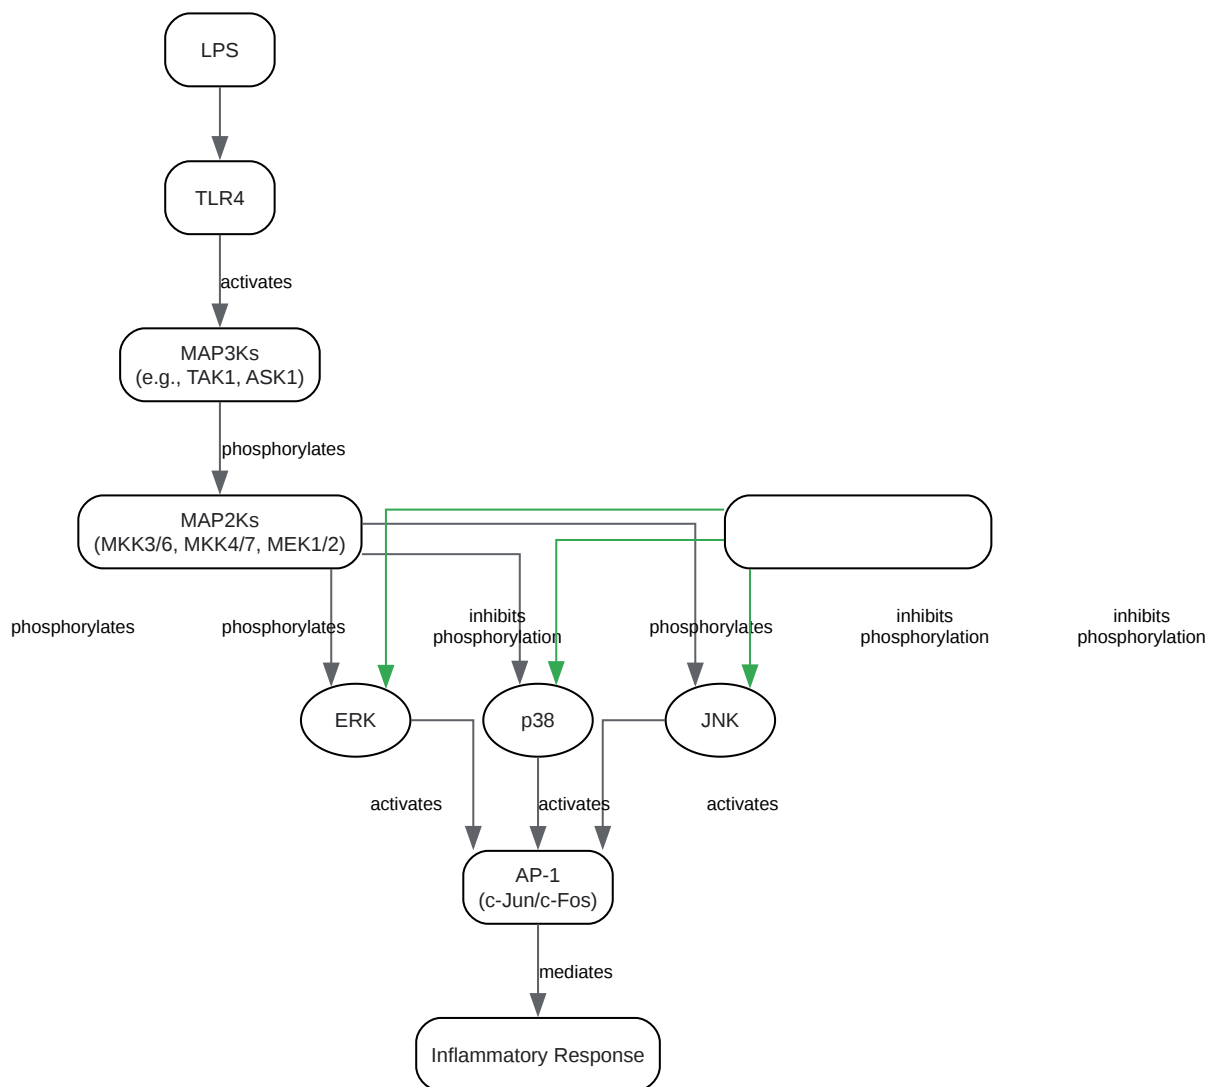 LPS
TLR4
activates
MAP3Ks
(e.g., TAK1, ASK1)
phosphorylates
MAP2Ks
(MKK3/6, MKK4/7, MEK1/2)
phosphorylates
phosphorylates
inhibits
phosphorylation
phosphorylates
inhibits
phosphorylation
inhibits
phosphorylation
ERK
p38
JNK
activates
activates
activates
AP-1
(c-Jun/c-Fos)
mediates
Inflammatory Response